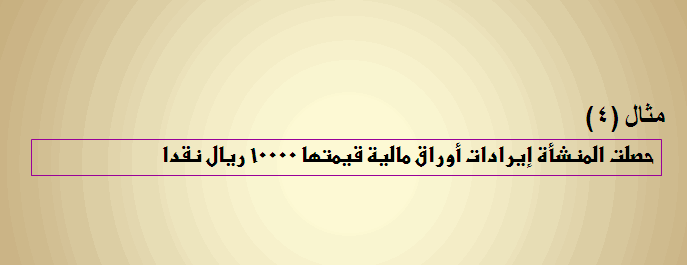 مثال (٤)
حصلت المنشأة إيرادات أوراق مالية قيمتها ١٠٠٠٠ ريال نقدا